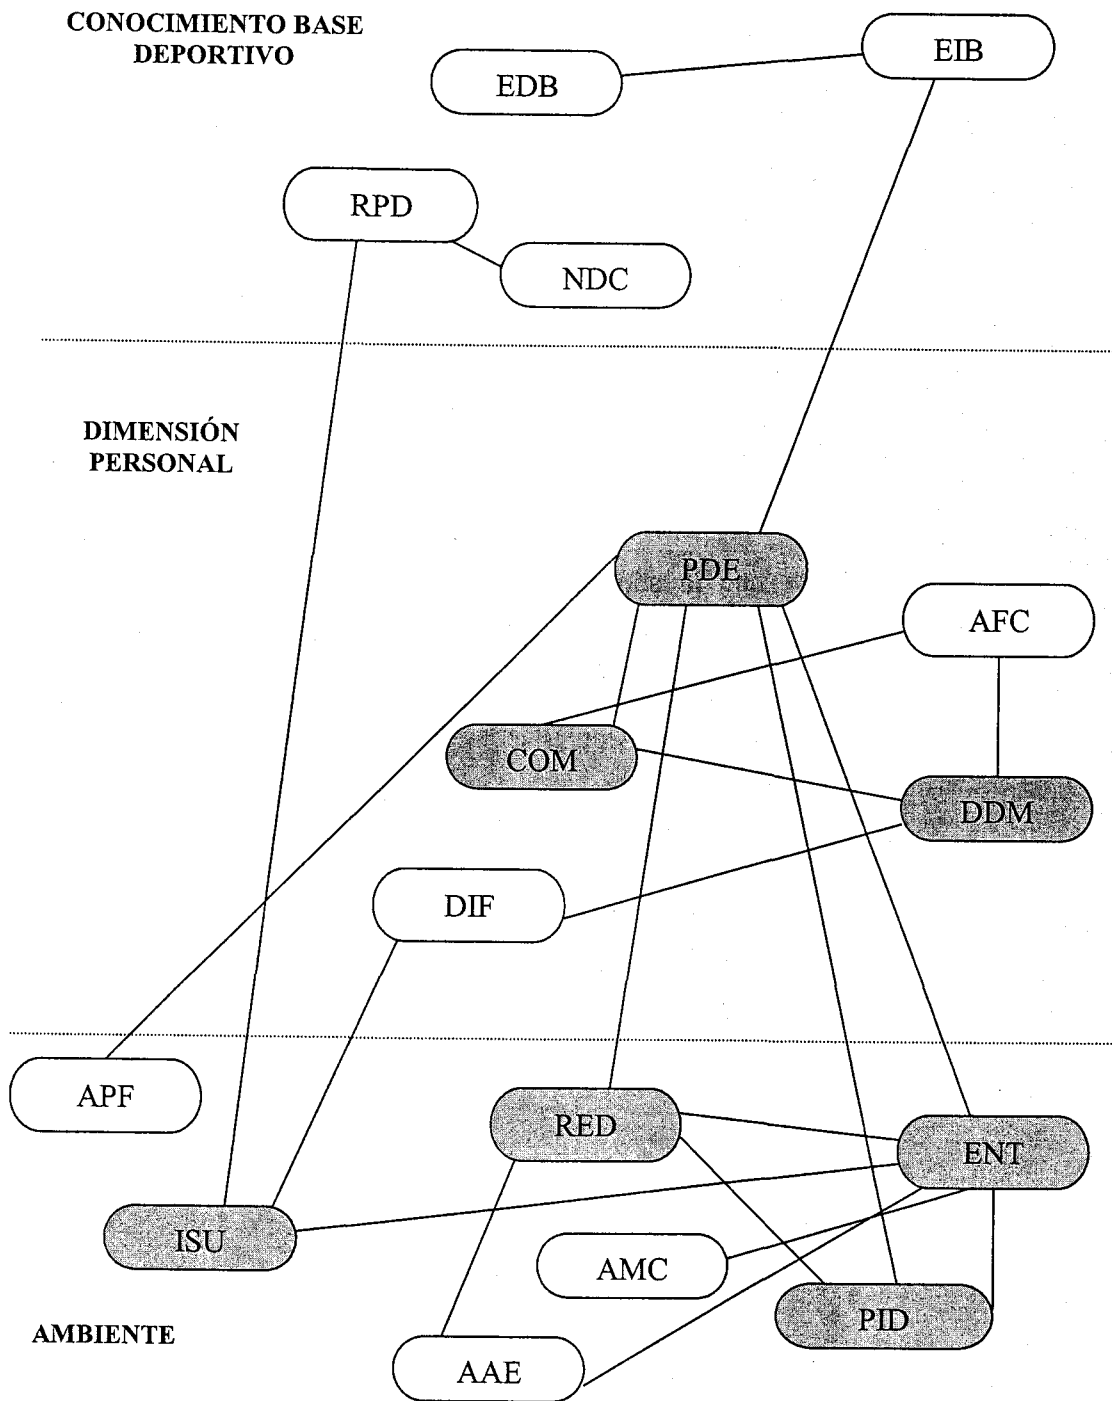 CONOCIMIENTO BASE
DEPORTIVO
EIB
EDB
RPD
NDC
DIMENSIÓN
PERSONAL
PDE
AFC
COM
DDM
DIF
APF
RED
ENT
ISU
AMC
PID
AMBIENTE
AAE